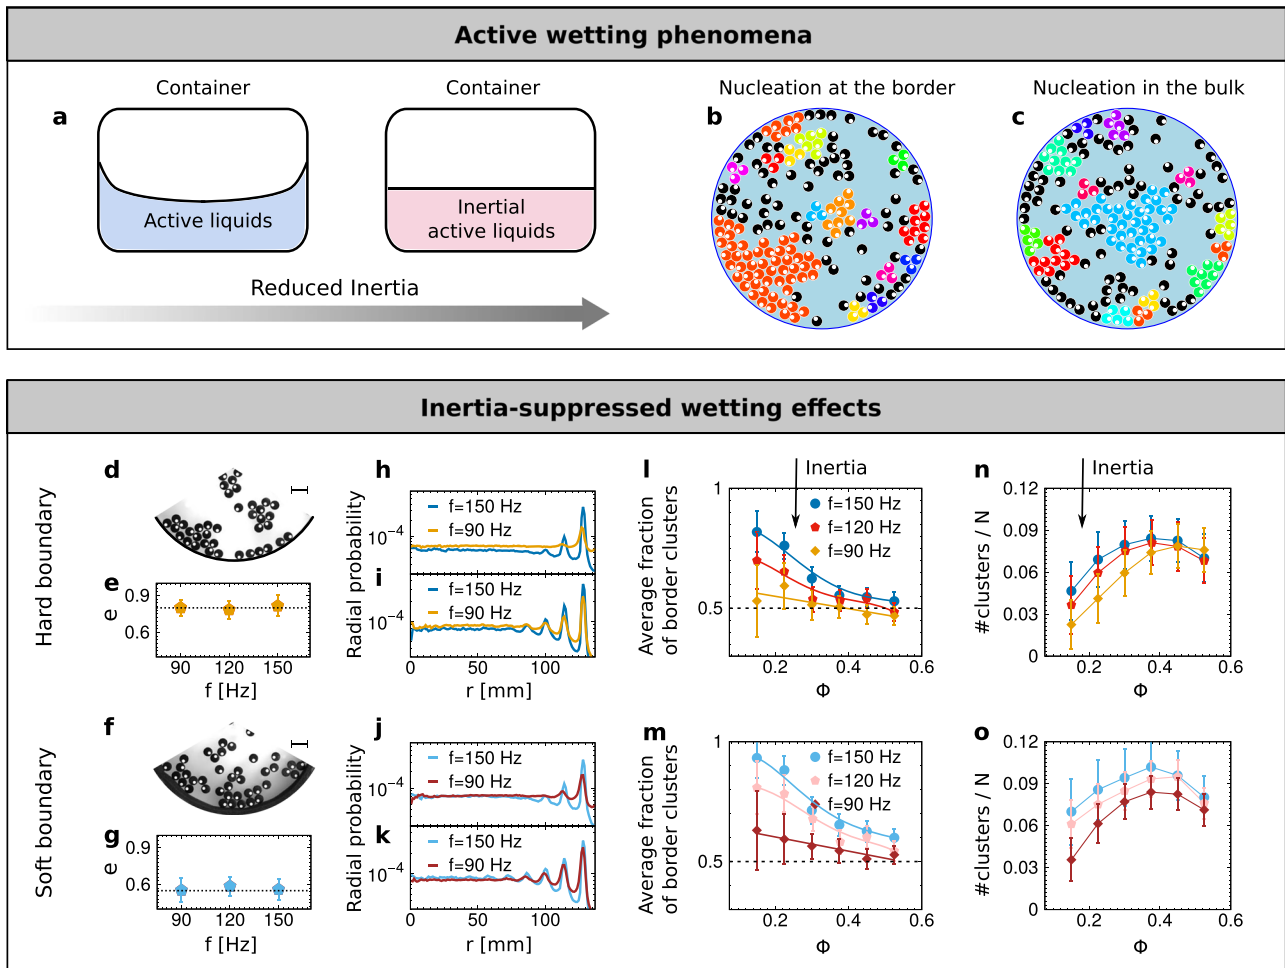 Active wetting phenomena
a
Container
Container
Active liquids
Inertial
active liquids
Reduced Inertia
Nucleation at the border
b
Nucleation in the bulk
c
Inertia-suppressed wetting effects
Hard boundary
d
e
0.9
0.6
e
90 120 150
f [Hz]
h
10⁻⁴
f=150 Hz
f=90 Hz
i
10⁻⁴
f=150 Hz
f=90 Hz
Radial probability
0 50 100
r [mm]
l
Inertia
1
0.5
f=150 Hz
f=120 Hz
f=90 Hz
Average fraction
of border clusters
0.2 0.4 0.6
Φ
n
Inertia
0.12
0.09
0.06
0.03
0
#clusters / N
0.2 0.4 0.6
Φ
Soft boundary
f
g
0.9
0.6
e
90 120 150
f [Hz]
j
10⁻⁴
f=150 Hz
f=90 Hz
k
10⁻⁴
f=150 Hz
f=90 Hz
Radial probability
0 50 100
r [mm]
m
1
0.5
f=150 Hz
f=120 Hz
f=90 Hz
Average fraction
of border clusters
0.2 0.4 0.6
Φ
o
0.12
0.09
0.06
0.03
0
#clusters / N
0.2 0.4 0.6
Φ